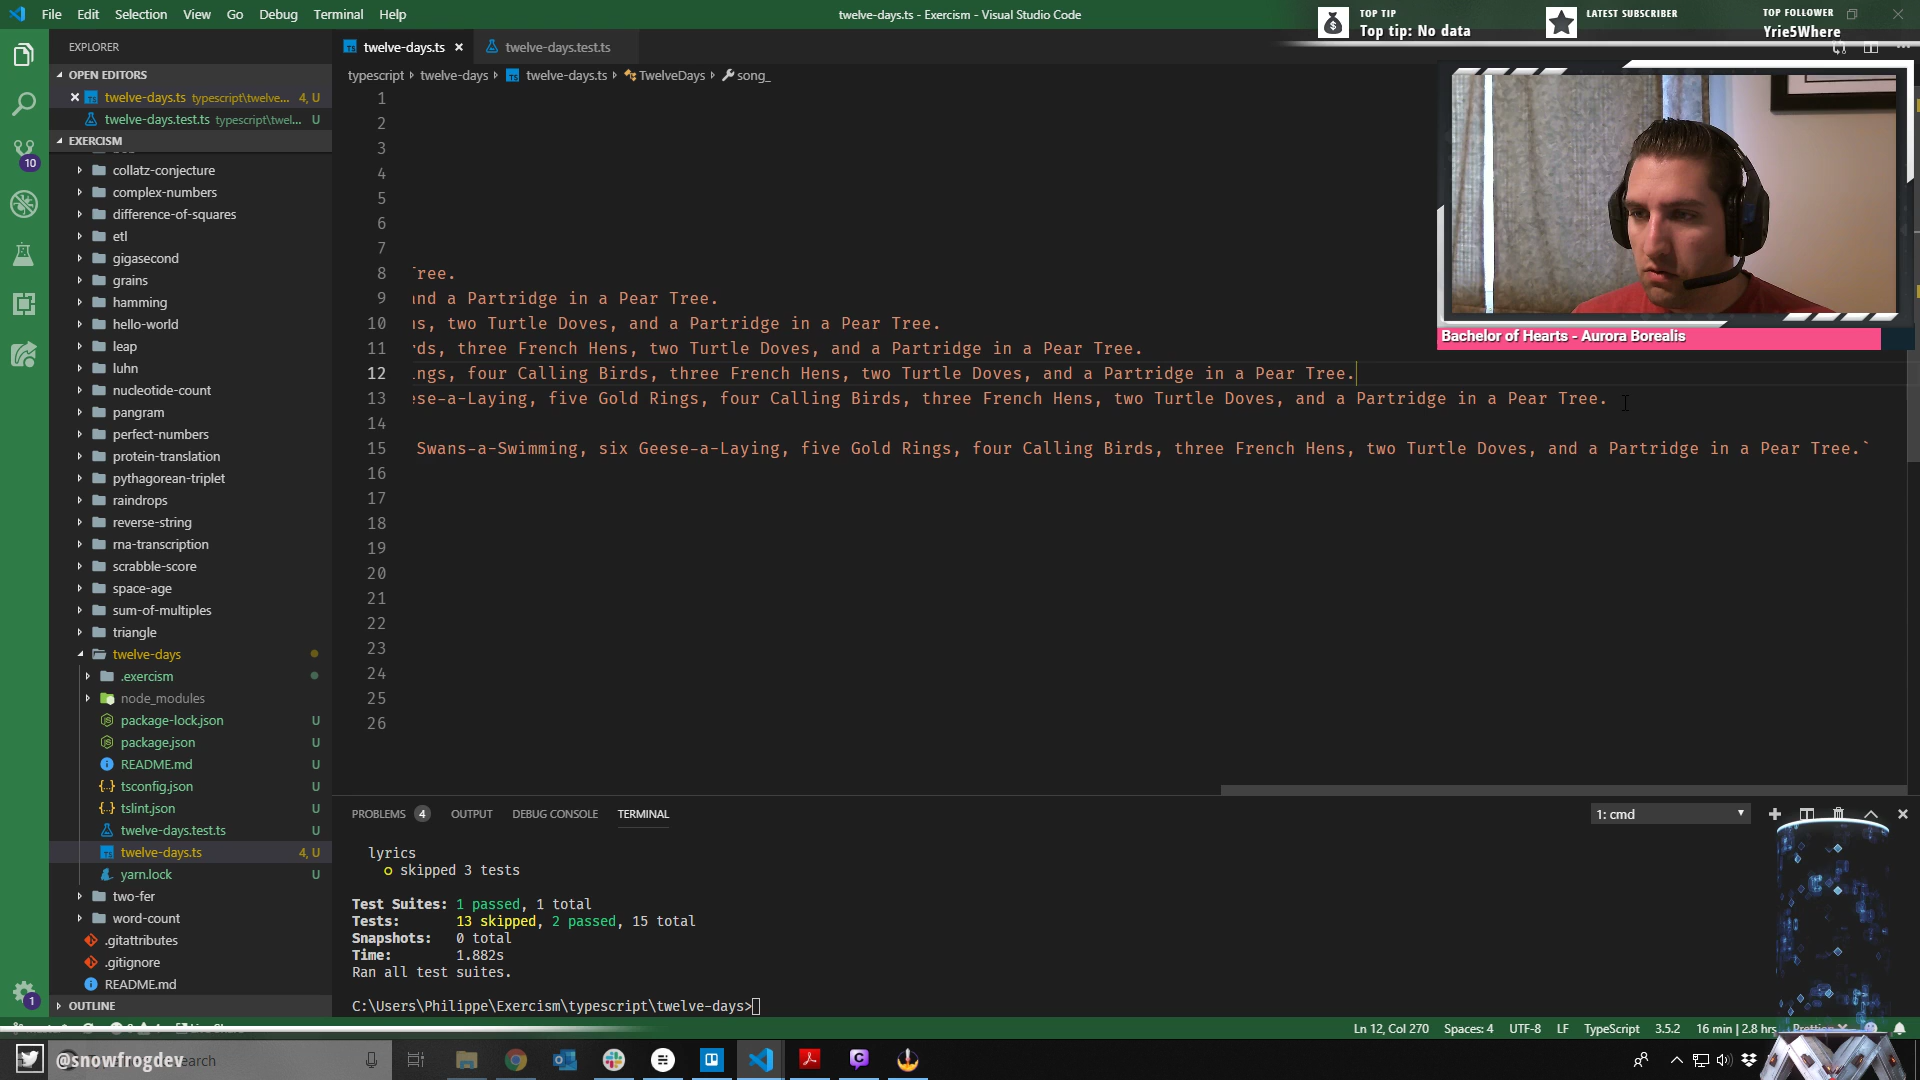 File Edit Selection View Go Debug Terminal Help
twelve-days.ts - Exercism - Visual Studio Code
TOP TIP
Top tip: No data
LATEST SUBSCRIBER
TOP FOLLOWER
Yrie5Where
EXPLORER
OPEN EDITORS
twelve-days.ts typescript\twelve... 4, U
twelve-days.test.ts typescript\twel... U
EXERCISM
collatz-conjecture
complex-numbers
difference-of-squares
etl
gigasecond
grains
hamming
hello-world
leap
luhn
nucleotide-count
pangram
perfect-numbers
protein-translation
pythagorean-triplet
raindrops
reverse-string
rna-transcription
scrabble-score
space-age
sum-of-multiples
triangle
twelve-days
.exercism
node_modules
package-lock.json U
package.json U
README.md U
tsconfig.json U
tslint.json U
twelve-days.test.ts U
twelve-days.ts 4, U
yarn.lock U
two-fer
word-count
.gitattributes
.gitignore
README.md
OUTLINE
10
1
twelve-days.ts
twelve-days.test.ts
typescript twelve-days twelve-days.ts TwelveDays song_
1
2
3
4
5
6
7
8 ree.
9 nd a Partridge in a Pear Tree.
10 s, two Turtle Doves, and a Partridge in a Pear Tree.
11 ds, three French Hens, two Turtle Doves, and a Partridge in a Pear Tree.
12 ngs, four Calling Birds, three French Hens, two Turtle Doves, and a Partridge in a Pear Tree.
13 se-a-Laying, five Gold Rings, four Calling Birds, three French Hens, two Turtle Doves, and a Partridge in a Pear Tree.
14
15 Swans-a-Swimming, six Geese-a-Laying, five Gold Rings, four Calling Birds, three French Hens, two Turtle Doves, and a Partridge in a Pear Tree.`
16
17
18
19
20
21
22
23
24
25
26
Bachelor of Hearts - Aurora Borealis
PROBLEMS 4 OUTPUT DEBUG CONSOLE TERMINAL
1: cmd
lyrics
o skipped 3 tests
Test Suites: 1 passed, 1 total
Tests: 13 skipped, 2 passed, 15 total
Snapshots: 0 total
Time: 1.882s
Ran all test suites.
C:\Users\Philippe\Exercism\typescript\twelve-days>
Ln 12, Col 270 Spaces: 4 UTF-8 LF TypeScript 3.5.2 16 min | 2.8 hrs
@snowfrogdev